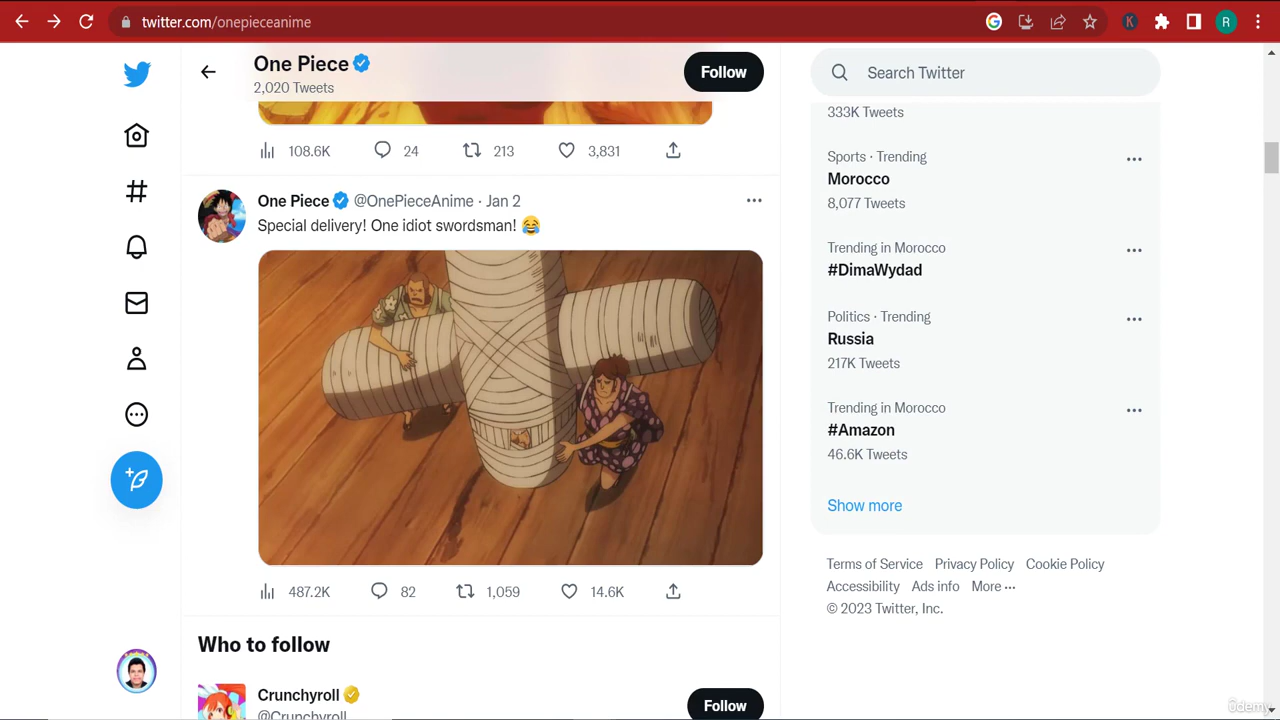 twitter.com/onepieceanime
K
R
One Piece
2,020 Tweets
Follow
Search Twitter
333K Tweets
108.6K 24 213 3,831
Sports · Trending
Morocco
8,077 Tweets
One Piece @OnePieceAnime · Jan 2
Special delivery! One idiot swordsman! 😂
Trending in Morocco
#DimaWydad
Politics · Trending
Russia
217K Tweets
Trending in Morocco
#Amazon
46.6K Tweets
Show more
Terms of Service Privacy Policy Cookie Policy
Accessibility Ads info More ···
© 2023 Twitter, Inc.
487.2K 82 1,059 14.6K
Who to follow
Crunchyroll
@Crunchyroll
Follow
ûdemy